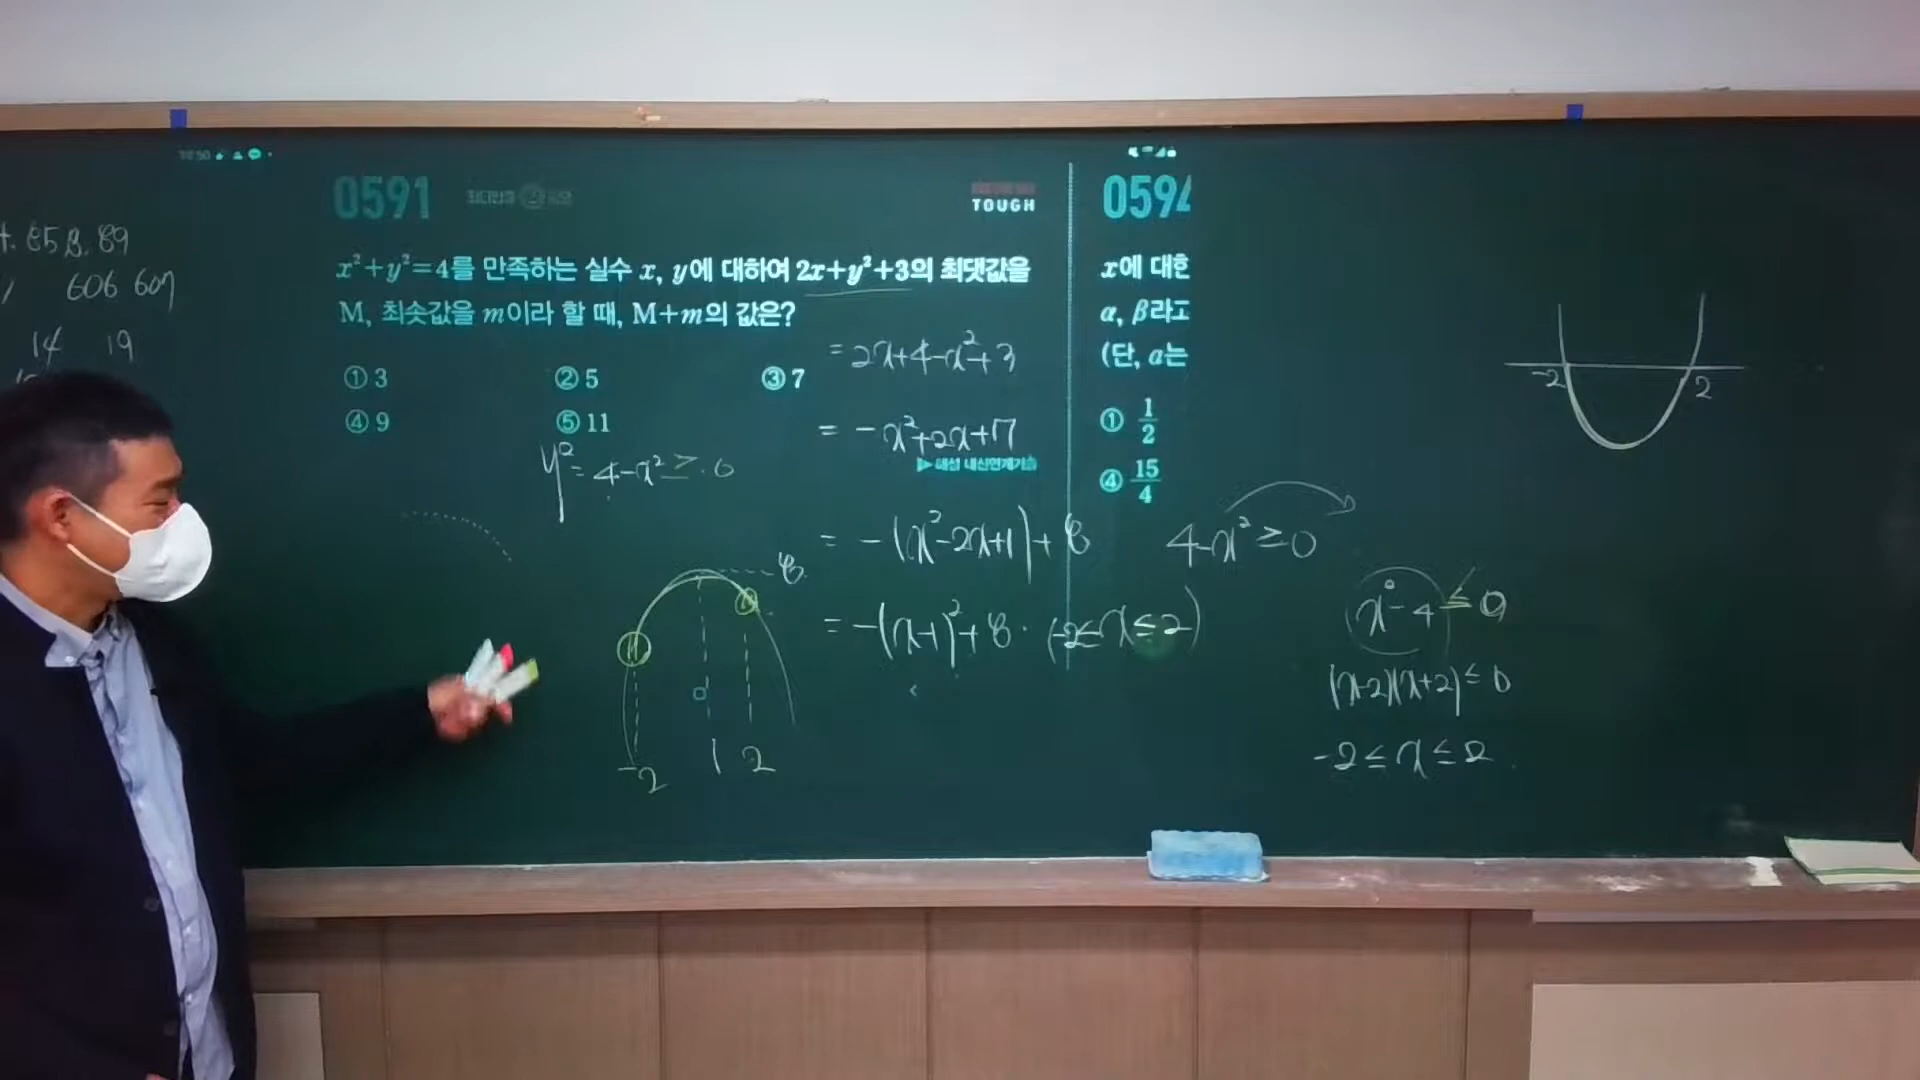 65 8. 89
606 607
14 19
0591
TOUGH
x²+y²=4를 만족하는 실수 x, y에 대하여 2x+y²+3의 최댓값을
M, 최솟값을 m이라 할 때, M+m의 값은?
① 3 ② 5 ③ 7
④ 9 ⑤ 11
=2x+4-x²+3
= -x²+2x+7
y²=4-x²≥0
= -(x²-2x+1)+8
= -(x-1)²+8 (-2≤x≤2)
8
-2 1 2
0594
x에 대한
α, β라고
(단, a는
① 1/2
④ 15/4
4-x²≥0
x²-4≤0
(x-2)(x+2)≤0
-2≤x≤2
-2 2